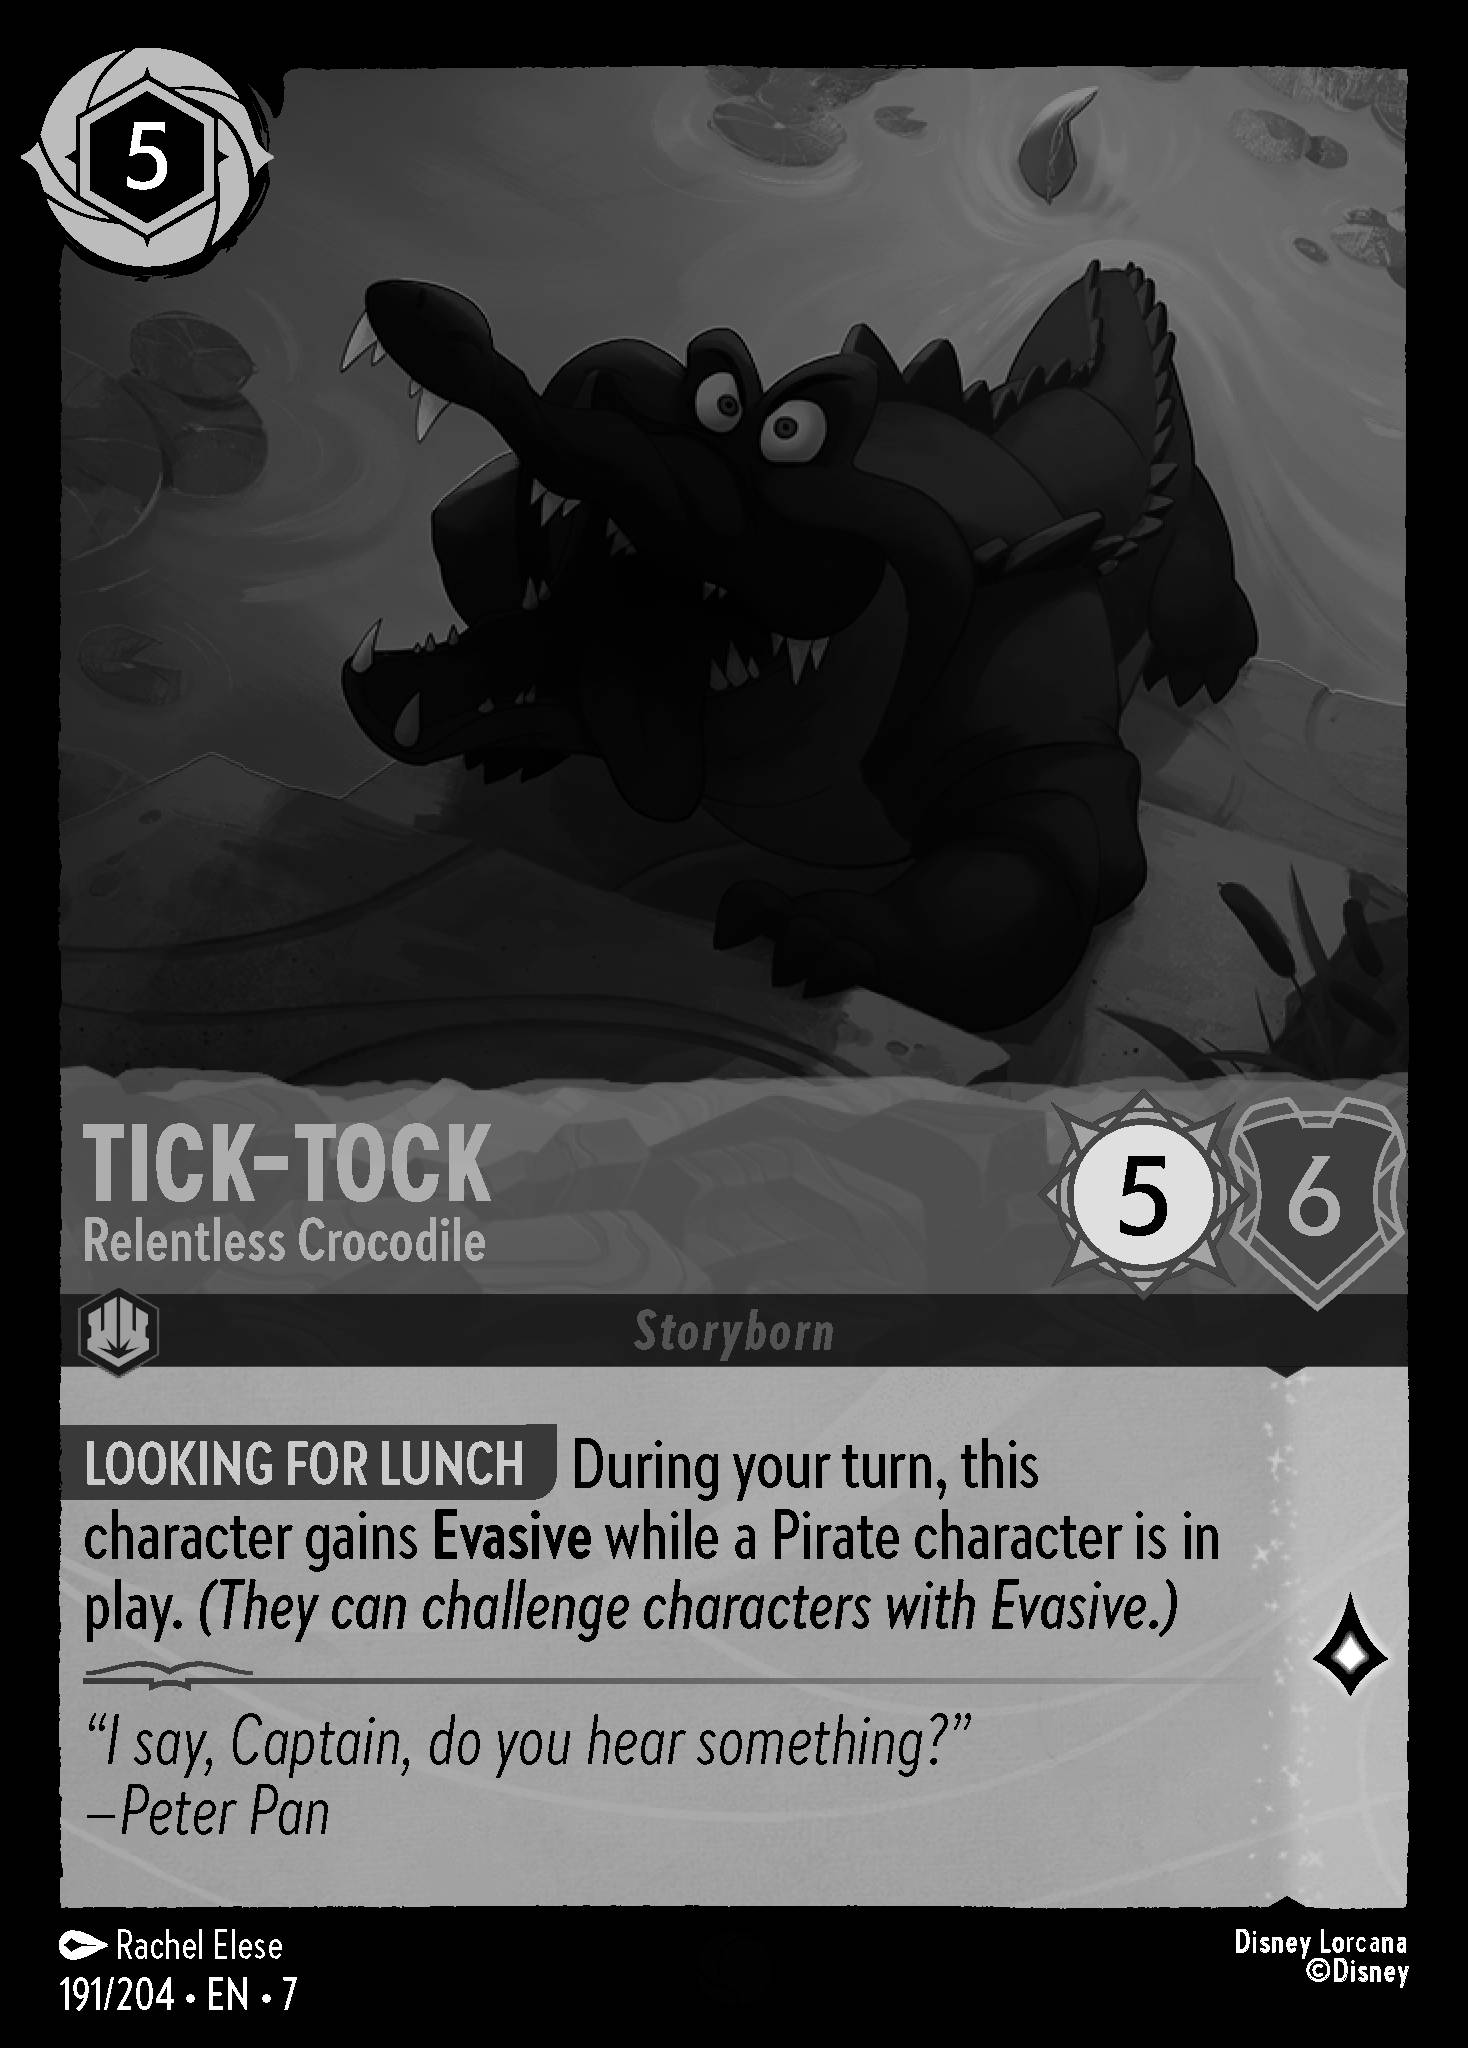 5
TICK-TOCK
Relentless Crocodile
5
6
Storyborn
LOOKING FOR LUNCH During your turn, this
character gains Evasive while a Pirate character is in
play. (They can challenge characters with Evasive.)
“I say, Captain, do you hear something?”
–Peter Pan
Rachel Elese
191/204 • EN • 7
Disney Lorcana
©Disney